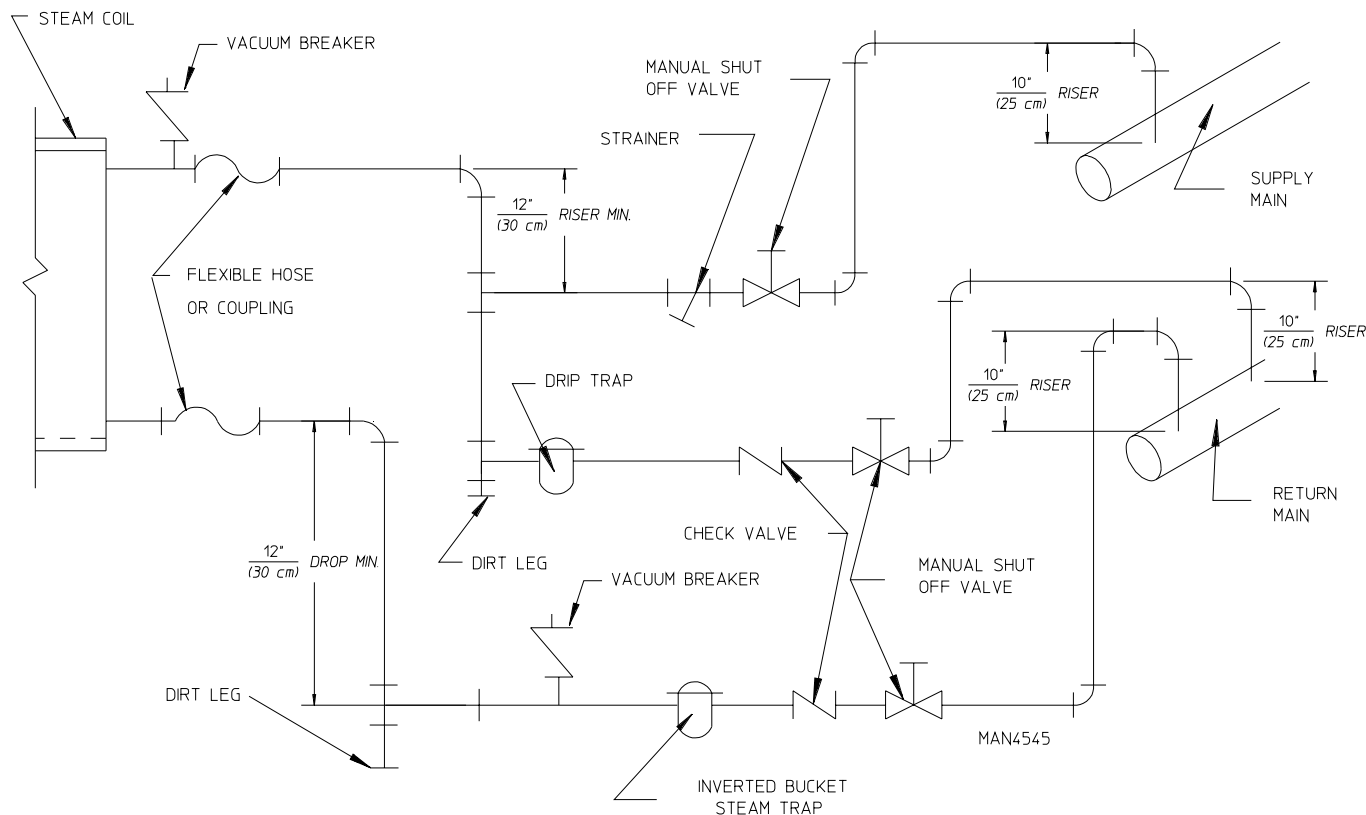 STEAM COIL
VACUUM BREAKER
MANUAL SHUT
OFF VALVE
10"
(25 cm) RISER
STRAINER
SUPPLY
MAIN
12"
(30 cm) RISER MIN.
FLEXIBLE HOSE
OR COUPLING
10"
(25 cm) RISER
10"
(25 cm) RISER
DRIP TRAP
RETURN
MAIN
CHECK VALVE
12"
(30 cm) DROP MIN.
DIRT LEG
VACUUM BREAKER
MANUAL SHUT
OFF VALVE
DIRT LEG
MAN4545
INVERTED BUCKET
STEAM TRAP